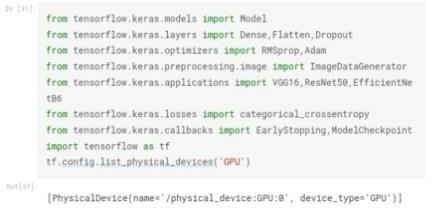 In [31]:
from tensorflow.keras.models import Model
from tensorflow.keras.layers import Dense,Flatten,Dropout
from tensorflow.keras.optimizers import RMSprop,Adam
from tensorflow.keras.preprocessing.image import ImageDataGenerator
from tensorflow.keras.applications import VGG16,ResNet50,EfficientNe
tB6
from tensorflow.keras.losses import categorical_crossentropy
from tensorflow.keras.callbacks import EarlyStopping,ModelCheckpoint
import tensorflow as tf
tf.config.list_physical_devices('GPU')
Out[31]:
[PhysicalDevice(name='/physical_device:GPU:0', device_type='GPU')]